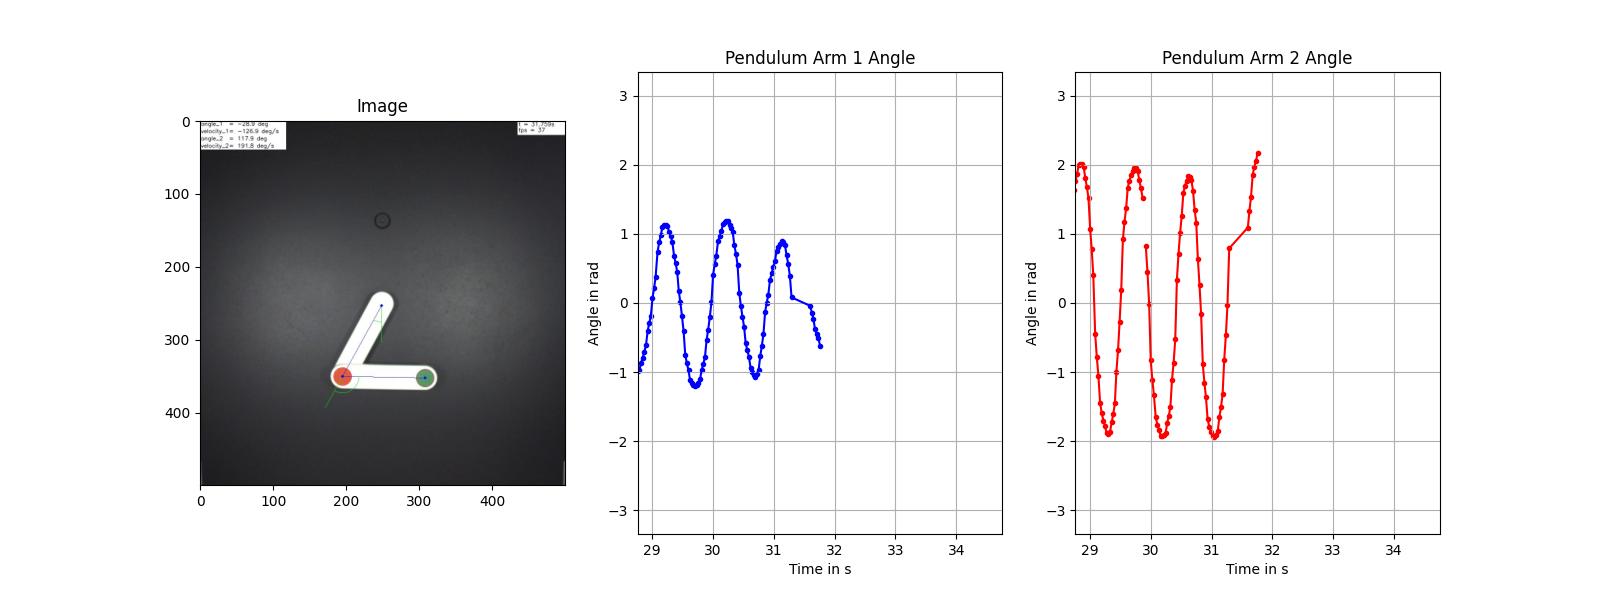 Image
angle_1 = -28.9 deg
velocity_1= -126.9 deg/s
angle_2 = 117.9 deg
velocity_2= 191.8 deg/s
t = 31.759s
fps = 37
0
100
200
300
400
0 100 200 300 400
Pendulum Arm 1 Angle
Angle in rad
3
2
1
0
−1
−2
−3
29 30 31 32 33 34
Time in s
Pendulum Arm 2 Angle
Angle in rad
3
2
1
0
−1
−2
−3
29 30 31 32 33 34
Time in s